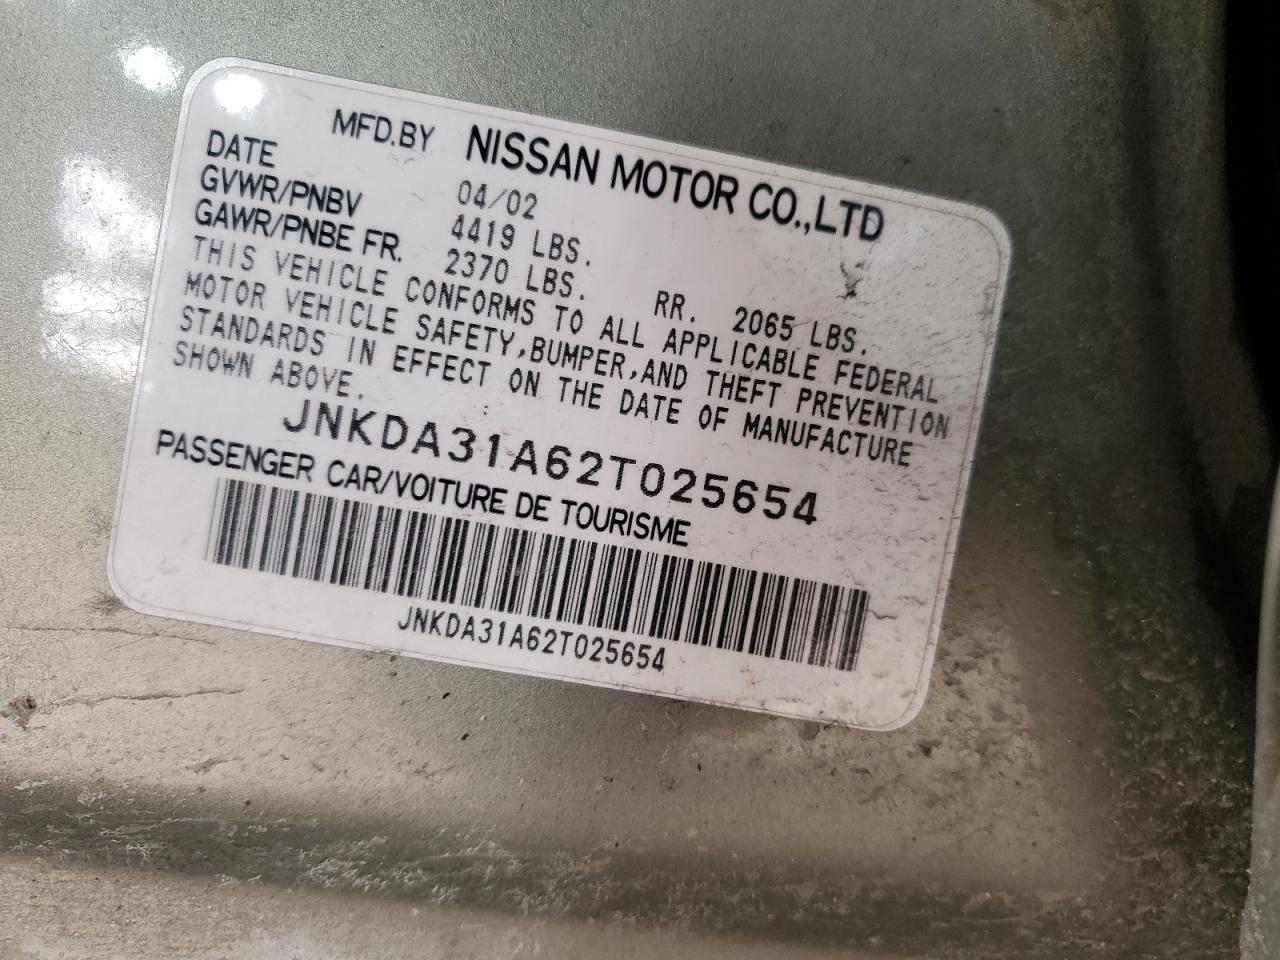 MFD.BY NISSAN MOTOR CO.,LTD
DATE 04/02
GVWR/PNBV 4419 LBS.
GAWR/PNBE FR. 2370 LBS. RR. 2065 LBS.
THIS VEHICLE CONFORMS TO ALL APPLICABLE FEDERAL
MOTOR VEHICLE SAFETY,BUMPER,AND THEFT PREVENTION
STANDARDS IN EFFECT ON THE DATE OF MANUFACTURE
SHOWN ABOVE.
JNKDA31A62T025654
PASSENGER CAR/VOITURE DE TOURISME
JNKDA31A62T025654